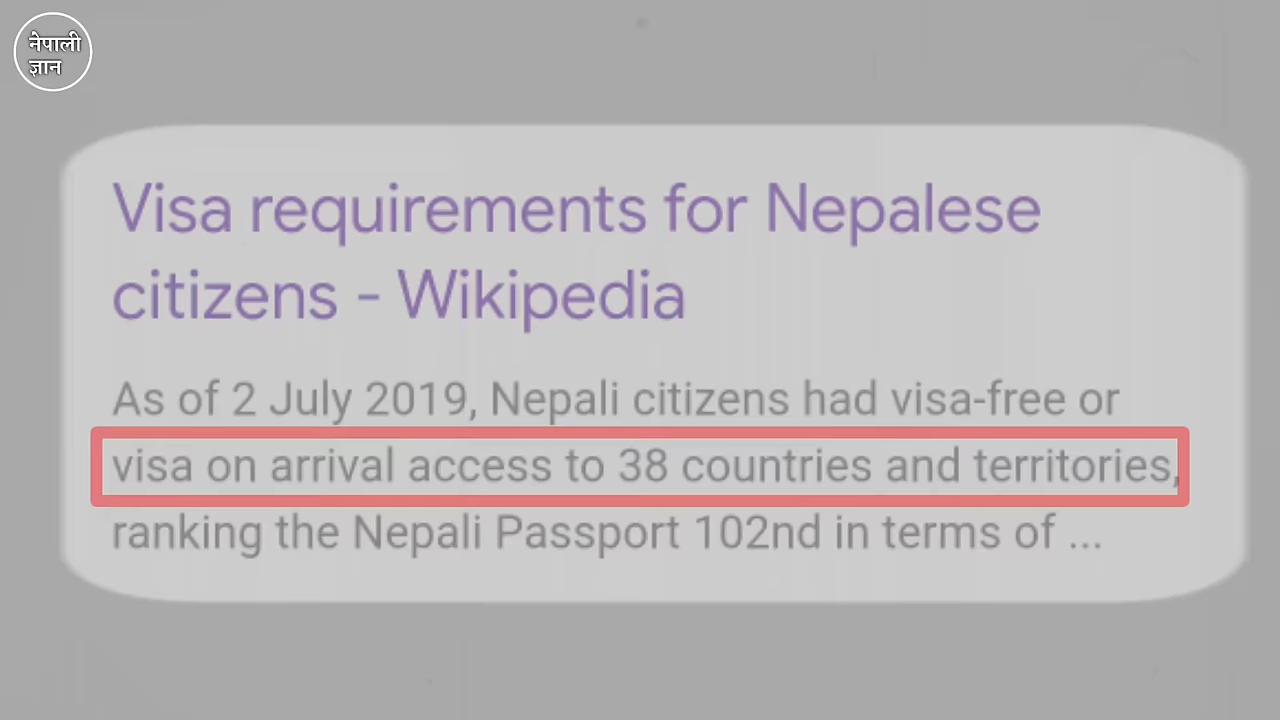 नेपाली
ज्ञान
Visa requirements for Nepalese
citizens - Wikipedia
As of 2 July 2019, Nepali citizens had visa-free or
visa on arrival access to 38 countries and territories,
ranking the Nepali Passport 102nd in terms of ...